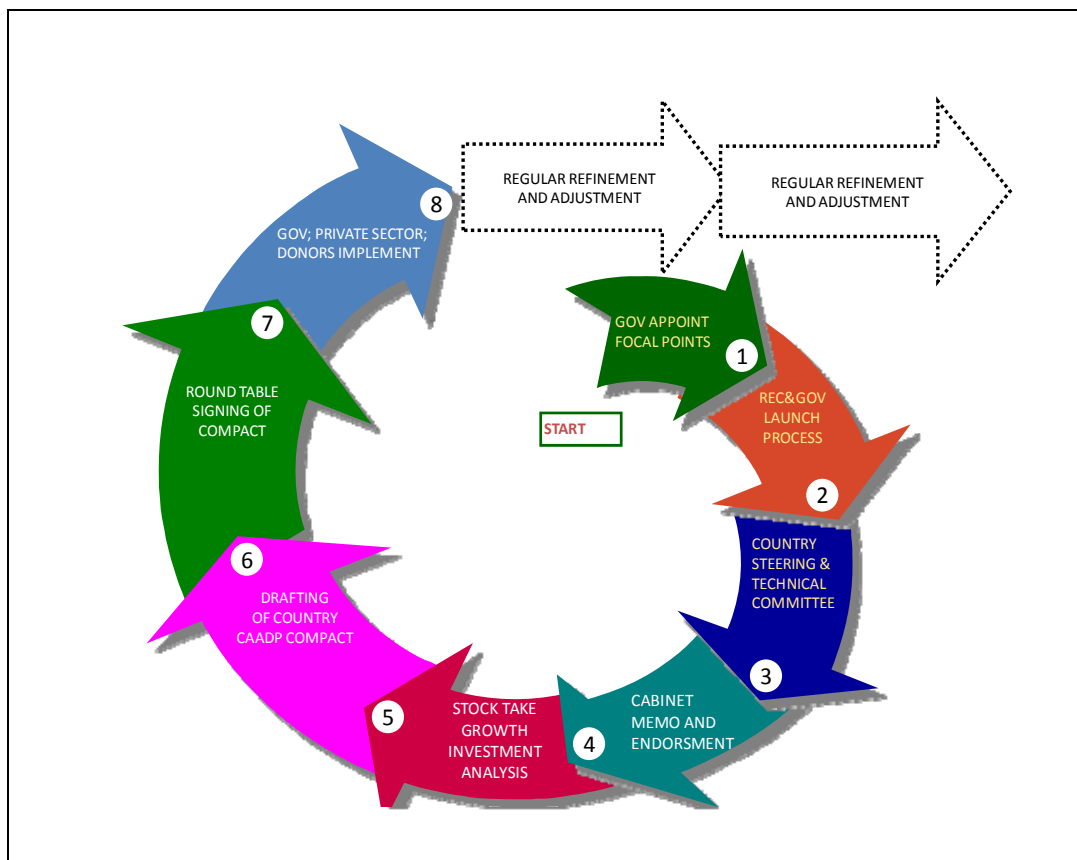 START
GOV APPOINT
FOCAL POINTS
1
REC&GOV
LAUNCH
PROCESS
2
COUNTRY
STEERING &
TECHNICAL
COMMITTEE
3
CABINET
MEMO AND
ENDORSMENT
4
STOCK TAKE
GROWTH
INVESTMENT
ANALYSIS
5
DRAFTING
OF COUNTRY
CAADP COMPACT
6
ROUND TABLE
SIGNING OF
COMPACT
7
GOV; PRIVATE SECTOR;
DONORS IMPLEMENT
8
REGULAR REFINEMENT
AND ADJUSTMENT
REGULAR REFINEMENT
AND ADJUSTMENT